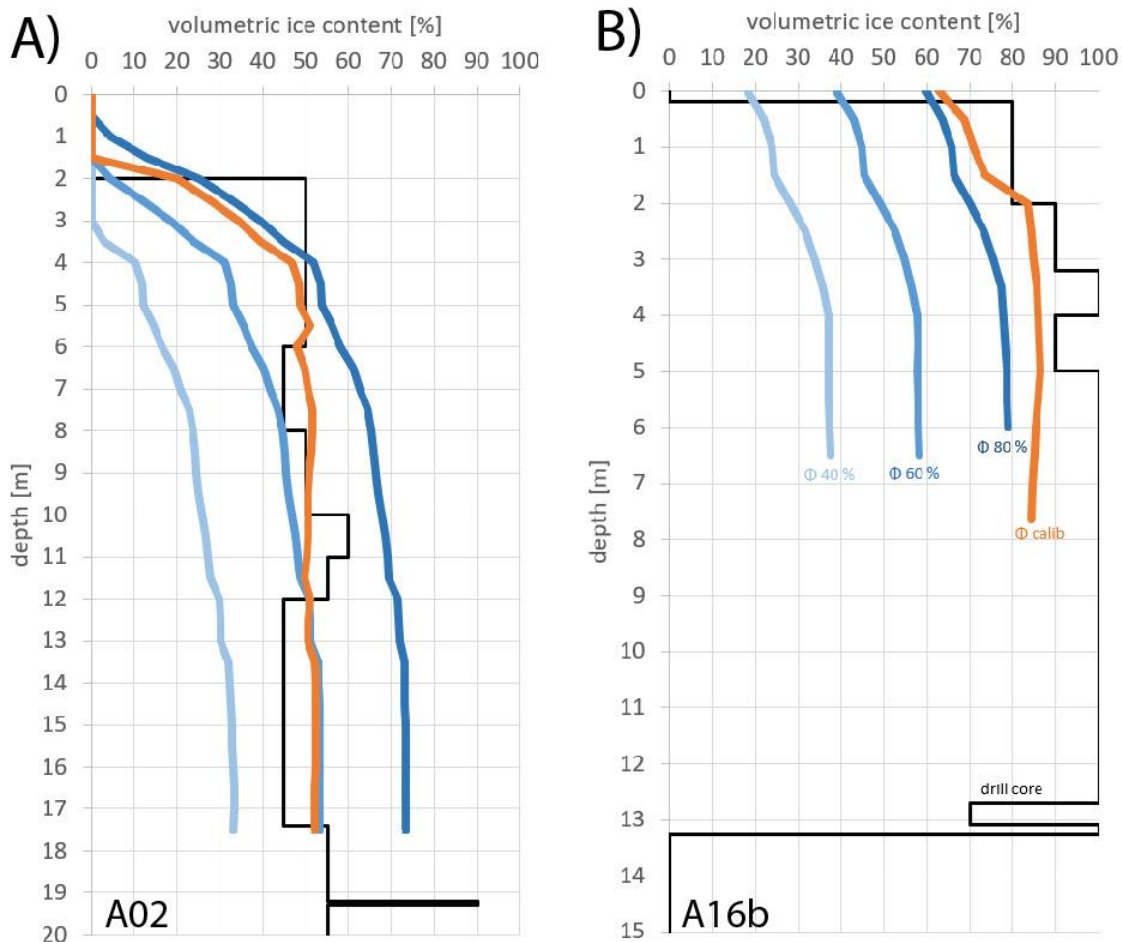 A)
volumetric ice content [%]
0 10 20 30 40 50 60 70 80 90 100
0
1
2
3
4
5
6
7
8
9
10
11
12
13
14
15
16
17
18
19
20
depth [m]
A02
B)
volumetric ice content [%]
0 10 20 30 40 50 60 70 80 90 100
0
1
2
3
4
5
6
7
8
9
10
11
12
13
14
15
depth [m]
Φ 80 %
Φ 40 %
Φ 60 %
Φ calib
drill core
A16b